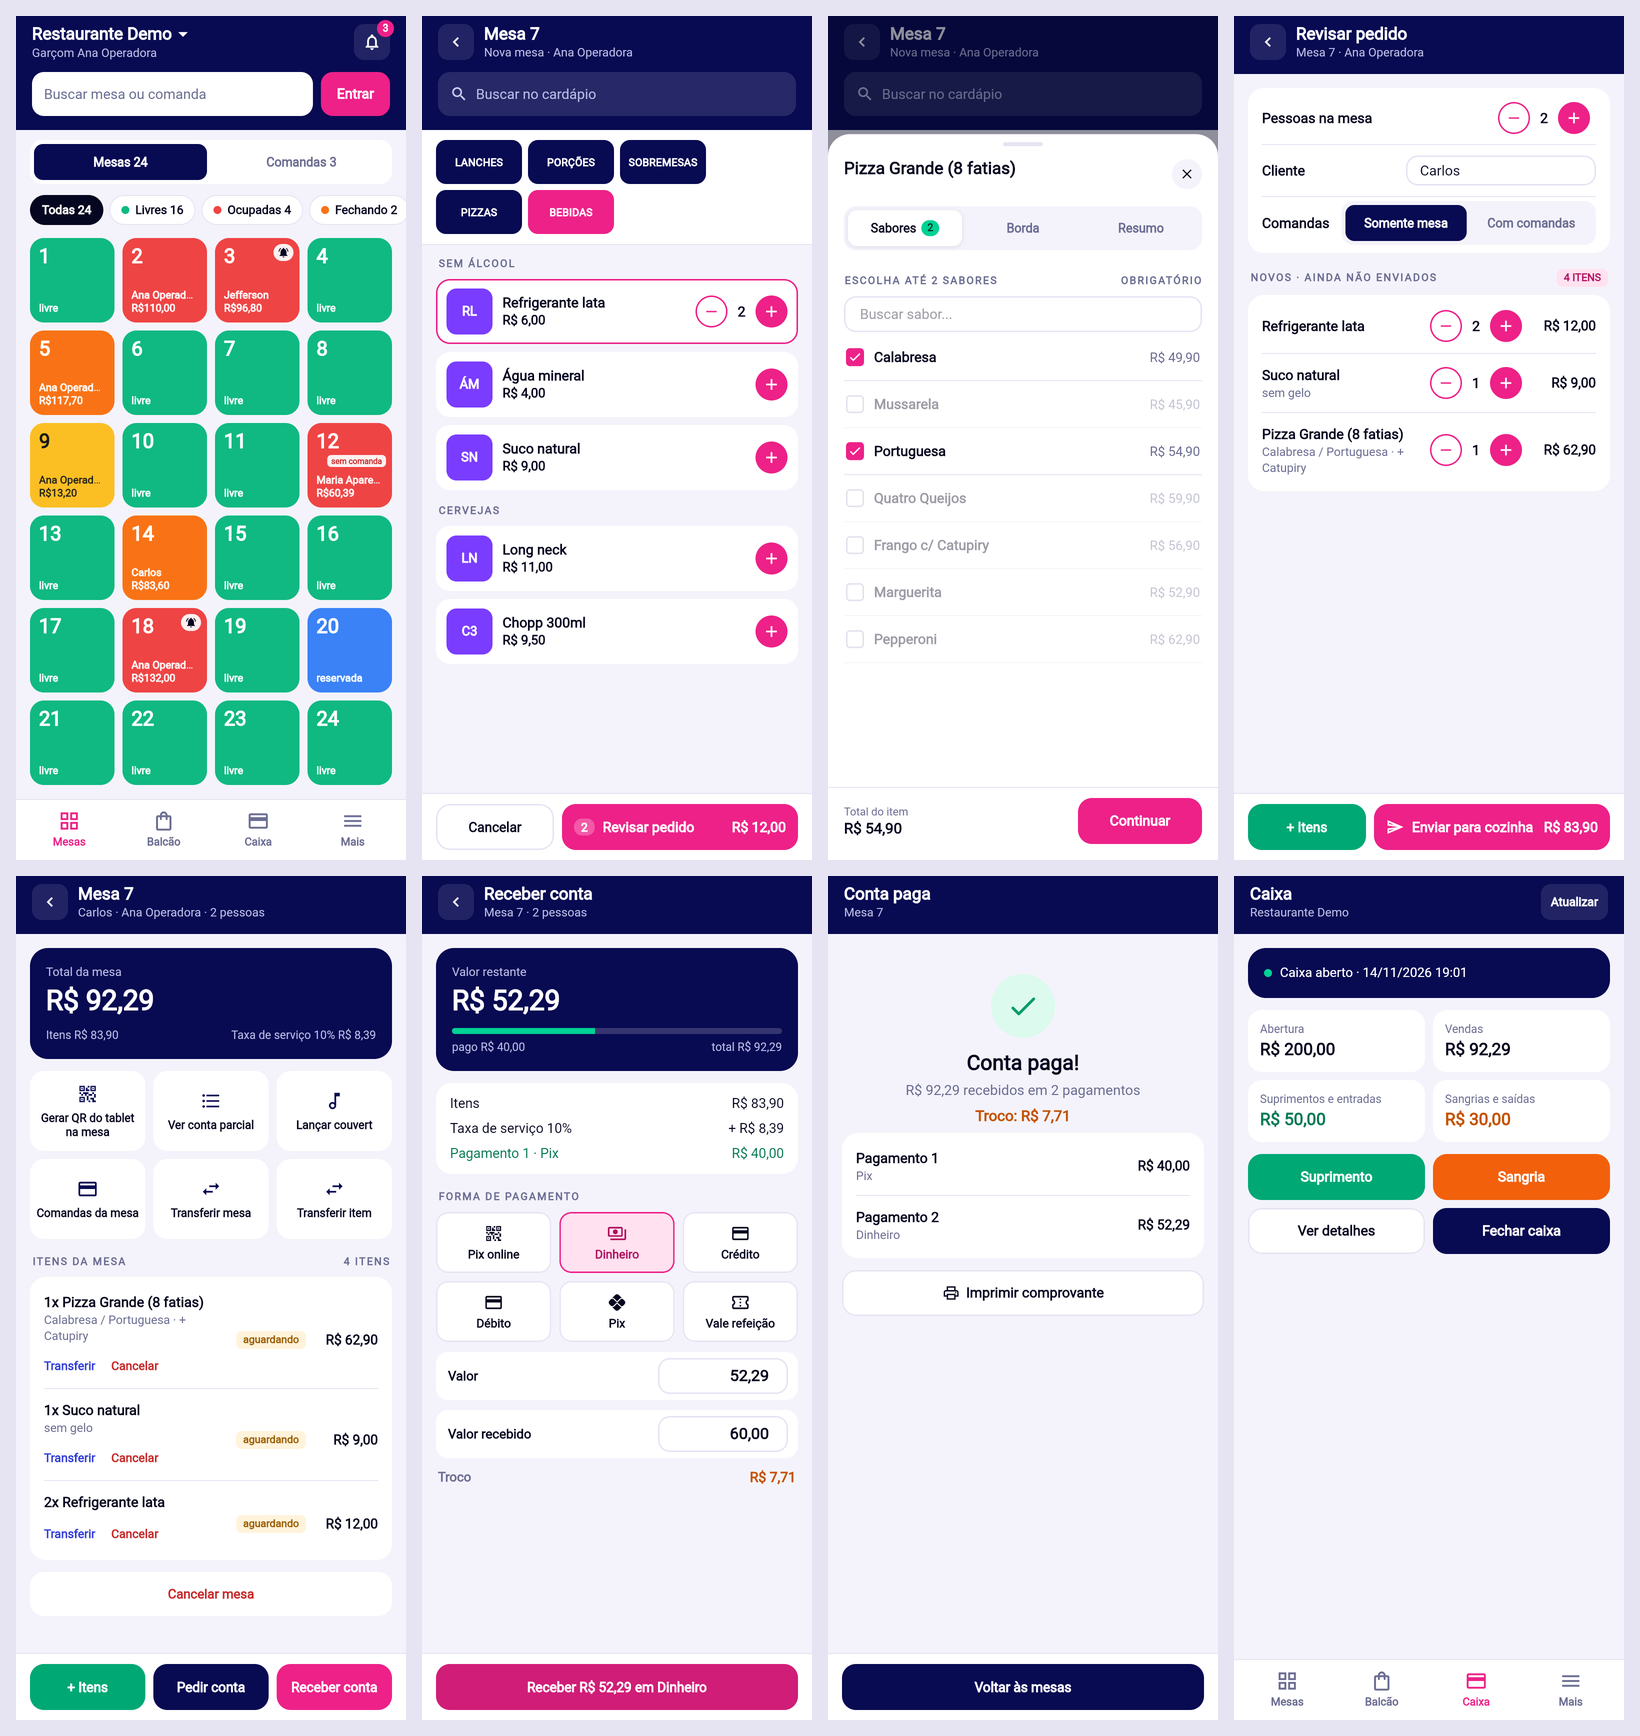 Restaurante Demo
3
Garçom Ana Operadora
Buscar mesa ou comanda
Entrar
Mesas 24
Comandas 3
Todas 24
Livres 16
Ocupadas 4
Fechando 2
1
livre
2
Ana Operad...
R$110,00
3
Jefferson
R$96,80
4
livre
5
Ana Operad...
R$117,70
6
livre
7
livre
8
livre
9
Ana Operad...
R$13,20
10
livre
11
livre
12
sem comanda
Maria Apare...
R$60,39
13
livre
14
Carlos
R$83,60
15
livre
16
livre
17
livre
18
Ana Operad...
R$132,00
19
livre
20
reservada
21
livre
22
livre
23
livre
24
livre
Mesas
Balcão
Caixa
Mais
Mesa 7
Nova mesa · Ana Operadora
Buscar no cardápio
LANCHES
PORÇÕES
SOBREMESAS
PIZZAS
BEBIDAS
SEM ÁLCOOL
RL
Refrigerante lata
R$ 6,00
2
ÁM
Água mineral
R$ 4,00
SN
Suco natural
R$ 9,00
CERVEJAS
LN
Long neck
R$ 11,00
C3
Chopp 300ml
R$ 9,50
Cancelar
2 Revisar pedido R$ 12,00
Mesa 7
Nova mesa · Ana Operadora
Buscar no cardápio
Pizza Grande (8 fatias)
Sabores 2
Borda
Resumo
ESCOLHA ATÉ 2 SABORES
OBRIGATÓRIO
Buscar sabor...
Calabresa R$ 49,90
Mussarela R$ 45,90
Portuguesa R$ 54,90
Quatro Queijos R$ 59,90
Frango c/ Catupiry R$ 56,90
Marguerita R$ 52,90
Pepperoni R$ 62,90
Total do item
R$ 54,90
Continuar
Revisar pedido
Mesa 7 · Ana Operadora
Pessoas na mesa 2
Cliente Carlos
Comandas Somente mesa Com comandas
NOVOS · AINDA NÃO ENVIADOS
4 ITENS
Refrigerante lata 2 R$ 12,00
Suco natural
sem gelo
1 R$ 9,00
Pizza Grande (8 fatias)
Calabresa / Portuguesa · +
Catupiry
1 R$ 62,90
+ Itens
Enviar para cozinha R$ 83,90
Mesa 7
Carlos · Ana Operadora · 2 pessoas
Total da mesa
R$ 92,29
Itens R$ 83,90
Taxa de serviço 10% R$ 8,39
Gerar QR do tablet
na mesa
Ver conta parcial
Lançar couvert
Comandas da mesa
Transferir mesa
Transferir item
ITENS DA MESA
4 ITENS
1x Pizza Grande (8 fatias)
Calabresa / Portuguesa · +
Catupiry
aguardando R$ 62,90
Transferir Cancelar
1x Suco natural
sem gelo
aguardando R$ 9,00
Transferir Cancelar
2x Refrigerante lata
aguardando R$ 12,00
Transferir Cancelar
Cancelar mesa
+ Itens
Pedir conta
Receber conta
Receber conta
Mesa 7 · 2 pessoas
Valor restante
R$ 52,29
pago R$ 40,00
total R$ 92,29
Itens R$ 83,90
Taxa de serviço 10% + R$ 8,39
Pagamento 1 · Pix R$ 40,00
FORMA DE PAGAMENTO
Pix online
Dinheiro
Crédito
Débito
Pix
Vale refeição
Valor 52,29
Valor recebido 60,00
Troco R$ 7,71
Receber R$ 52,29 em Dinheiro
Conta paga
Mesa 7
Conta paga!
R$ 92,29 recebidos em 2 pagamentos
Troco: R$ 7,71
Pagamento 1
Pix
R$ 40,00
Pagamento 2
Dinheiro
R$ 52,29
Imprimir comprovante
Voltar às mesas
Caixa
Restaurante Demo
Atualizar
Caixa aberto · 14/11/2026 19:01
Abertura
R$ 200,00
Vendas
R$ 92,29
Suprimentos e entradas
R$ 50,00
Sangrias e saídas
R$ 30,00
Suprimento
Sangria
Ver detalhes
Fechar caixa
Mesas
Balcão
Caixa
Mais